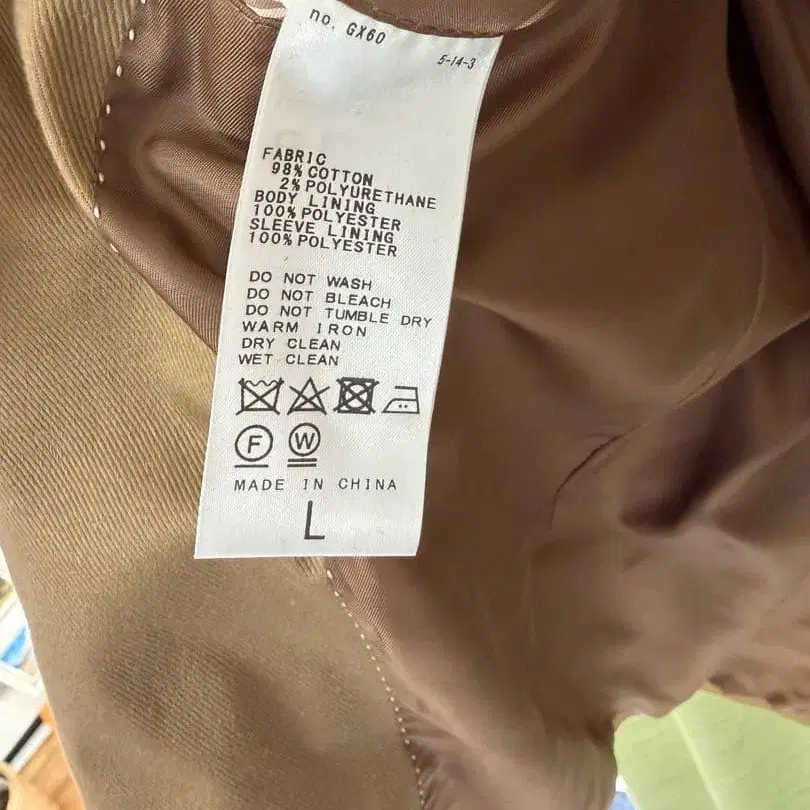 no. GX60
5-14-3
FABRIC
98% COTTON
2% POLYURETHANE
BODY LINING
100% POLYESTER
SLEEVE LINING
100% POLYESTER
DO NOT WASH
DO NOT BLEACH
DO NOT TUMBLE DRY
WARM IRON
DRY CLEAN
WET CLEAN
F W
MADE IN CHINA
L